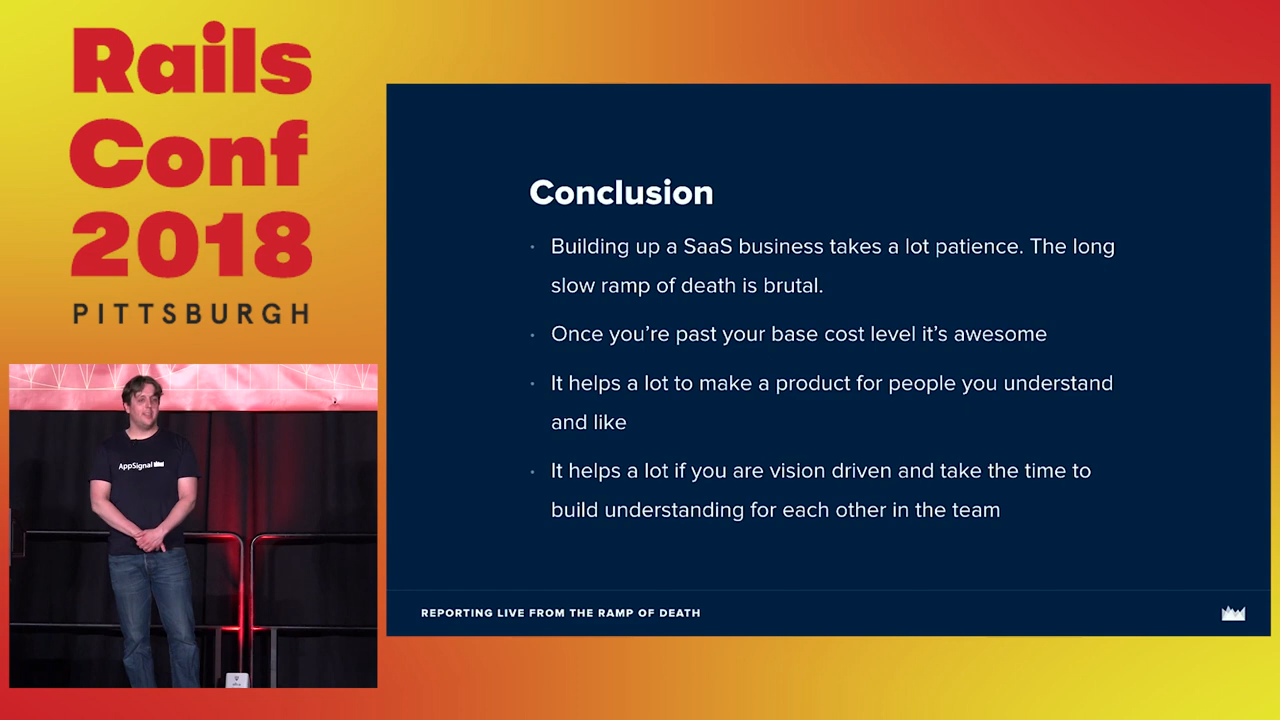 Rails
Conf
2018
PITTSBURGH
AppSignal
Conclusion
· Building up a SaaS business takes a lot patience. The long
slow ramp of death is brutal.
· Once you’re past your base cost level it’s awesome
· It helps a lot to make a product for people you understand
and like
· It helps a lot if you are vision driven and take the time to
build understanding for each other in the team
REPORTING LIVE FROM THE RAMP OF DEATH